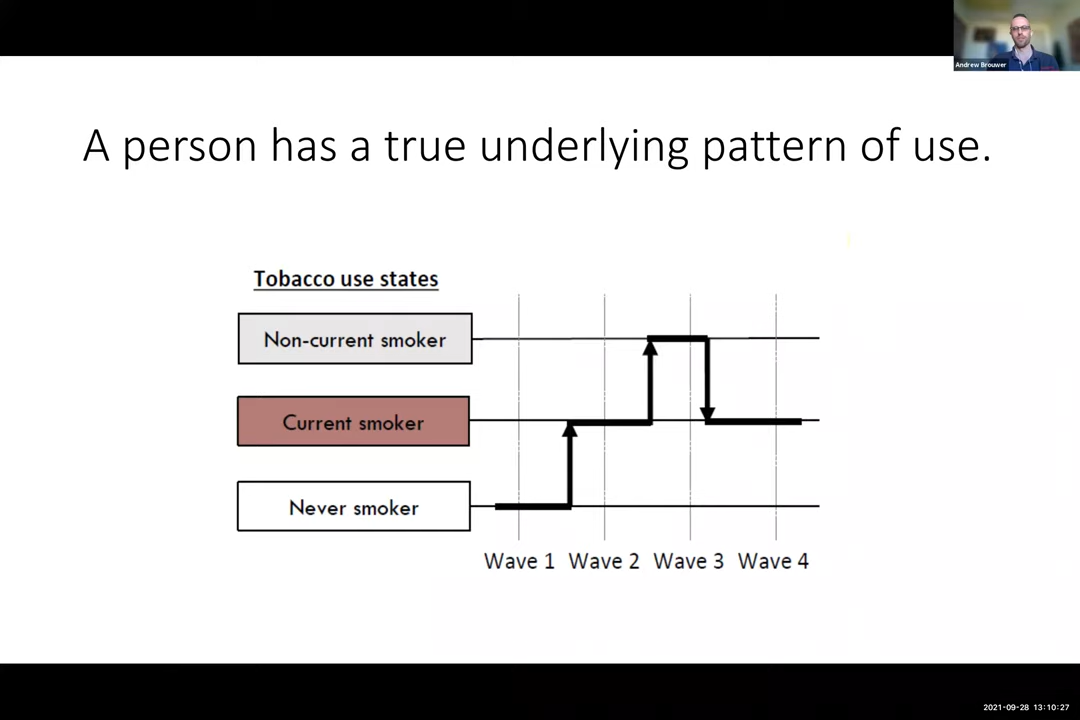 Andrew Brouwer
A person has a true underlying pattern of use.
Tobacco use states
Non-current smoker
Current smoker
Never smoker
Wave 1 Wave 2 Wave 3 Wave 4
2021-09-28 13:10:27